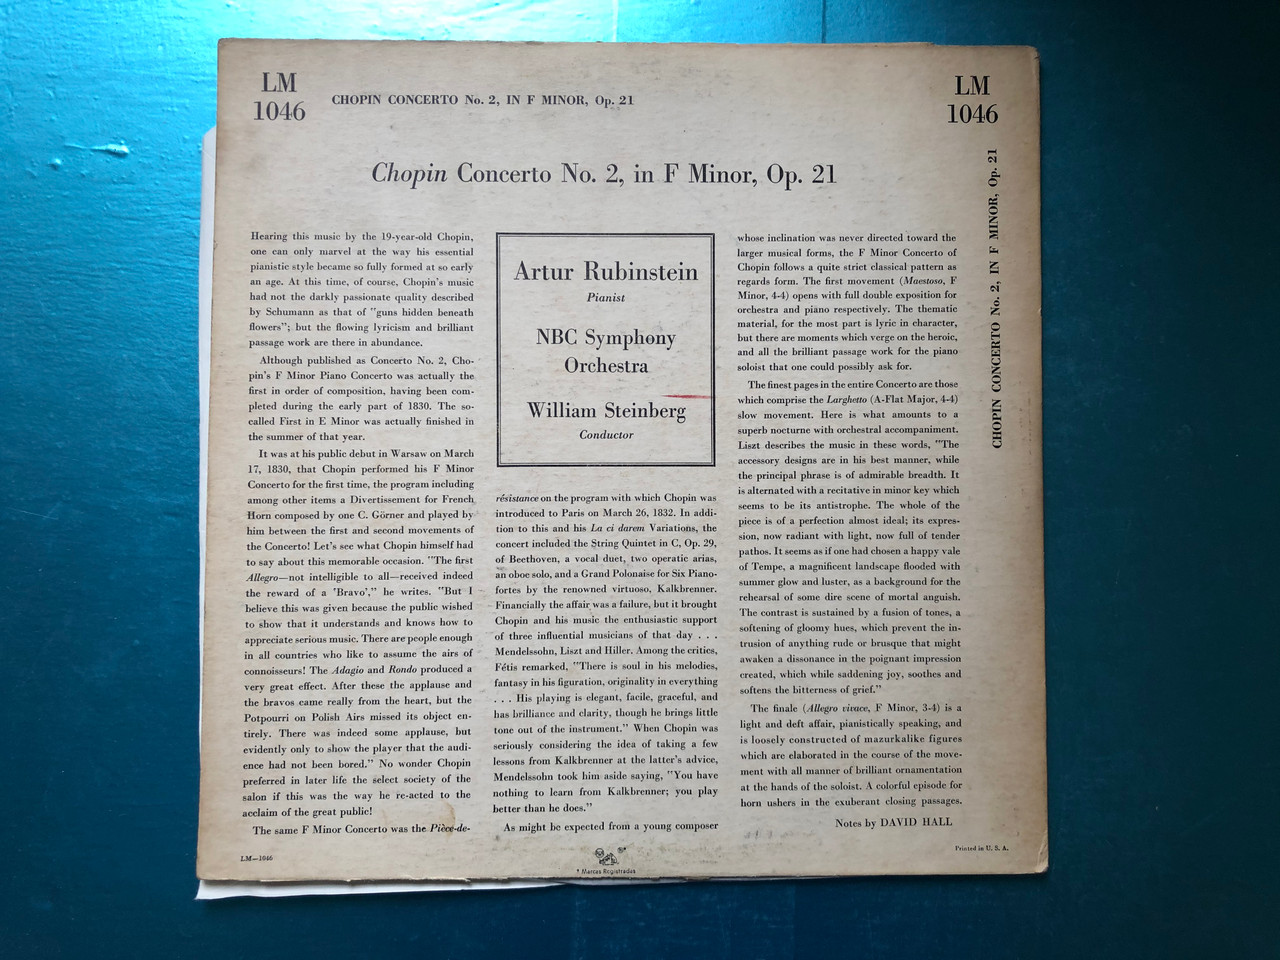 LM
1046
CHOPIN CONCERTO No. 2, IN F MINOR, Op. 21
LM
1046
CHOPIN CONCERTO No. 2, IN F MINOR, Op. 21
Chopin Concerto No. 2, in F Minor, Op. 21
Hearing this music by the 19-year-old Chopin,
one can only marvel at the way his essential
pianistic style became so fully formed at so early
an age. At this time, of course, Chopin's music
had not the darkly passionate quality described
by Schumann as that of "guns hidden beneath
flowers"; but the flowing lyricism and brilliant
passage work are there in abundance.
Although published as Concerto No. 2, Cho-
pin's F Minor Piano Concerto was actually the
first in order of composition, having been com-
pleted during the early part of 1830. The so-
called First in E Minor was actually finished in
the summer of that year.
It was at his public debut in Warsaw on March
17, 1830, that Chopin performed his F Minor
Concerto for the first time, the program including
among other items a Divertissement for French
Horn composed by one C. Görner and played by
him between the first and second movements of
the Concerto! Let's see what Chopin himself had
to say about this memorable occasion. "The first
Allegro—not intelligible to all—received indeed
the reward of a 'Bravo'," he writes. "But I
believe this was given because the public wished
to show that it understands and knows how to
appreciate serious music. There are people enough
in all countries who like to assume the airs of
connoisseurs! The Adagio and Rondo produced a
very great effect. After these the applause and
the bravos came really from the heart, but the
Potpourri on Polish Airs missed its object en-
tirely. There was indeed some applause, but
evidently only to show the player that the audi-
ence had not been bored." No wonder Chopin
preferred in later life the select society of the
salon if this was the way he re-acted to the
acclaim of the great public!
The same F Minor Concerto was the Pièce-de-
Artur Rubinstein
Pianist
NBC Symphony
Orchestra
William Steinberg
Conductor
résistance on the program with which Chopin was
introduced to Paris on March 26, 1832. In addi-
tion to this and his La ci darem Variations, the
concert included the String Quintet in C, Op. 29,
of Beethoven, a vocal duet, two operatic arias,
an oboe solo, and a Grand Polonaise for Six Piano-
fortes by the renowned virtuoso, Kalkbrenner.
Financially the affair was a failure, but it brought
Chopin and his music the enthusiastic support
of three influential musicians of that day . . .
Mendelssohn, Liszt and Hiller. Among the critics,
Fétis remarked, "There is soul in his melodies,
fantasy in his figuration, originality in everything
. . . His playing is elegant, facile, graceful, and
has brilliance and clarity, though he brings little
tone out of the instrument." When Chopin was
seriously considering the idea of taking a few
lessons from Kalkbrenner at the latter's advice,
Mendelssohn took him aside saying, "You have
nothing to learn from Kalkbrenner; you play
better than he does."
As might be expected from a young composer
whose inclination was never directed toward the
larger musical forms, the F Minor Concerto of
Chopin follows a quite strict classical pattern as
regards form. The first movement (Maestoso, F
Minor, 4-4) opens with full double exposition for
orchestra and piano respectively. The thematic
material, for the most part is lyric in character,
but there are moments which verge on the heroic,
and all the brilliant passage work for the piano
soloist that one could possibly ask for.
The finest pages in the entire Concerto are those
which comprise the Larghetto (A-Flat Major, 4-4)
slow movement. Here is what amounts to a
superb nocturne with orchestral accompaniment.
Liszt describes the music in these words, "The
accessory designs are in his best manner, while
the principal phrase is of admirable breadth. It
is alternated with a recitative in minor key which
seems to be its antistrophe. The whole of the
piece is of a perfection almost ideal; its expres-
sion, now radiant with light, now full of tender
pathos. It seems as if one had chosen a happy vale
of Tempe, a magnificent landscape flooded with
summer glow and luster, as a background for the
rehearsal of some dire scene of mortal anguish.
The contrast is sustained by a fusion of tones, a
softening of gloomy hues, which prevent the in-
trusion of anything rude or brusque that might
awaken a dissonance in the poignant impression
created, which while saddening joy, soothes and
softens the bitterness of grief."
The finale (Allegro vivace, F Minor, 3-4) is a
light and deft affair, pianistically speaking, and
is loosely constructed of mazurkalike figures
which are elaborated in the course of the move-
ment with all manner of brilliant ornamentation
at the hands of the soloist. A colorful episode for
horn ushers in the exuberant closing passages.
Notes by DAVID HALL
LM—1046
* Marcas Registradas
Printed in U. S. A.